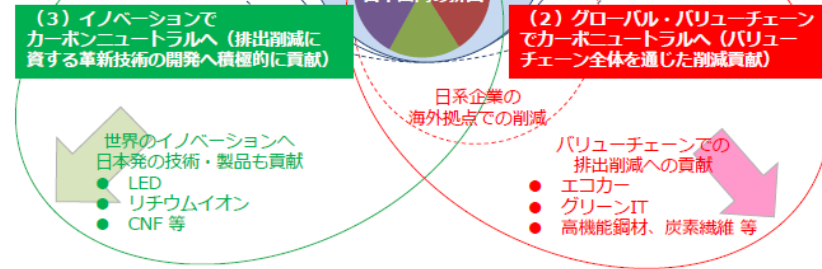 （３）イノベーションで
カーボンニュートラルへ（排出削減に
資する革新技術の開発へ積極的に貢献）
（２）グローバル・バリューチェーン
でカーボニュートラルへ（バリュー
チェーン全体を通じた削減貢献）
日系企業の
海外拠点での削減
世界のイノベーションへ
日本発の技術・製品も貢献
● LED
● リチウムイオン
● CNF 等
バリューチェーンでの
排出削減への貢献
● エコカー
● グリーンIT
● 高機能鋼材、炭素繊維 等